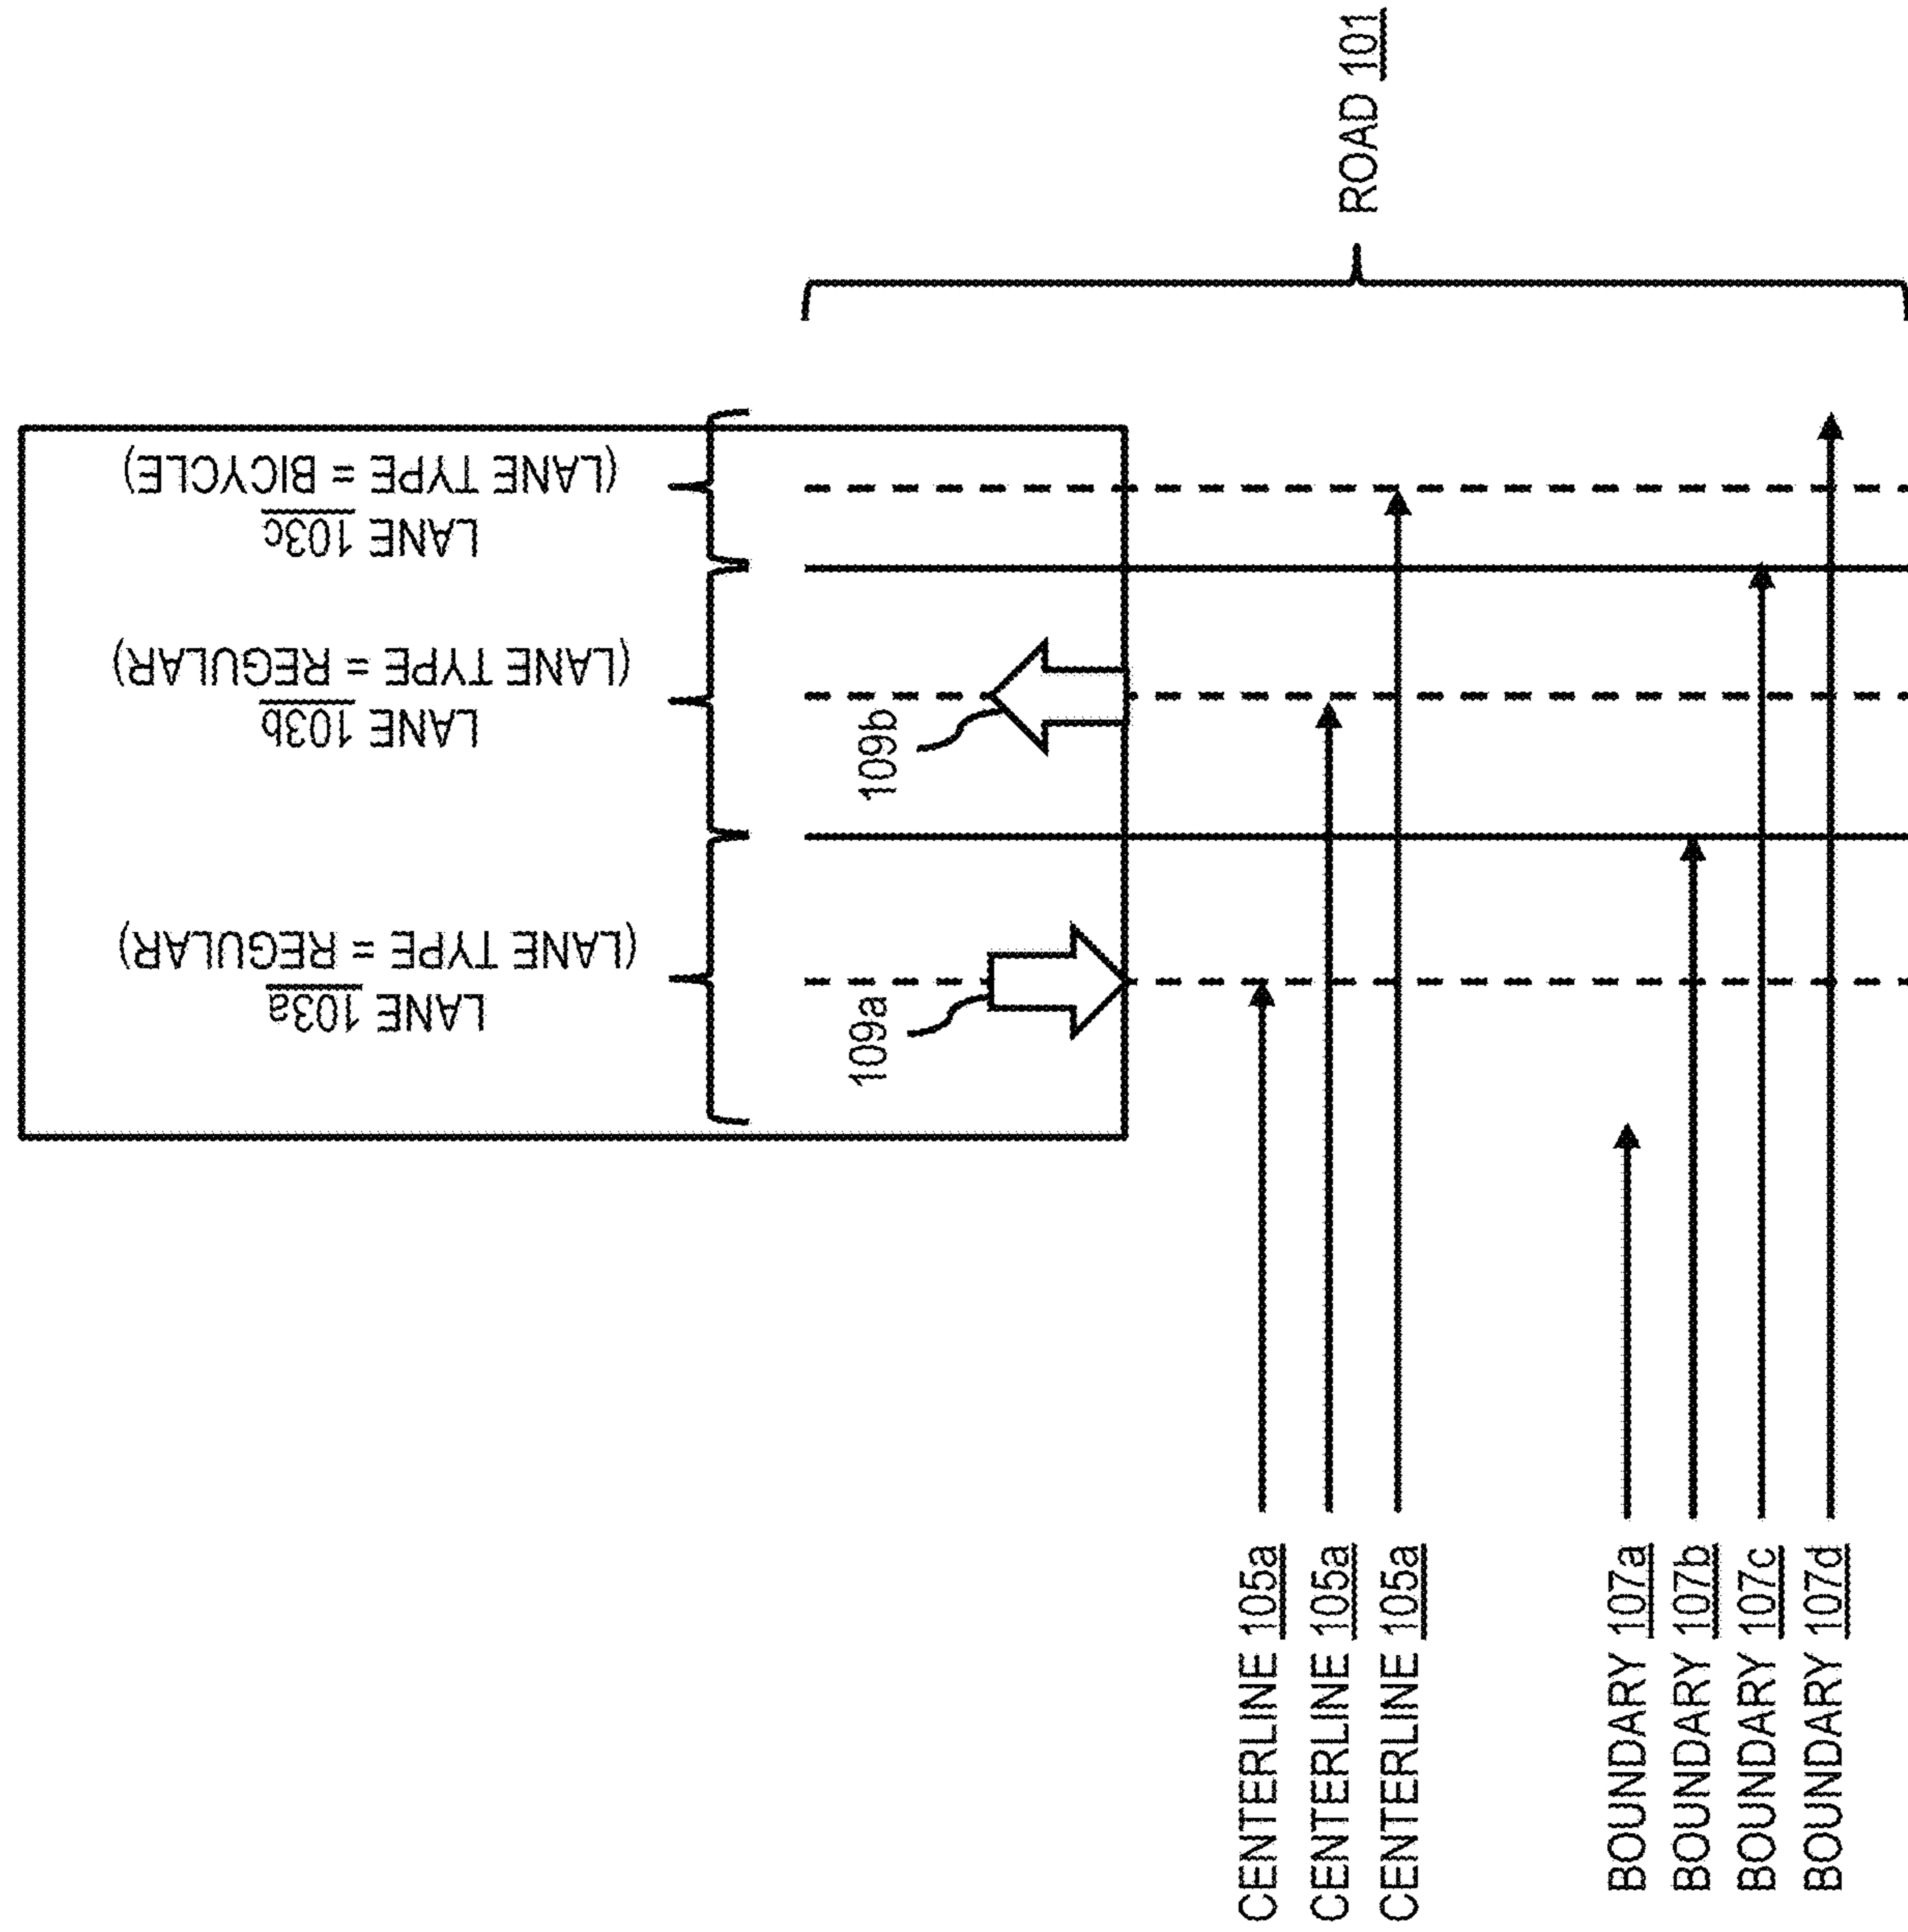 LANE 103a
(LANE TYPE = REGULAR)
LANE 103b
(LANE TYPE = REGULAR)
LANE 103c
(LANE TYPE = BICYCLE)
109a
109b
CENTERLINE 105a
CENTERLINE 105a
CENTERLINE 105a
BOUNDARY 107a
BOUNDARY 107b
BOUNDARY 107c
BOUNDARY 107d
ROAD 101